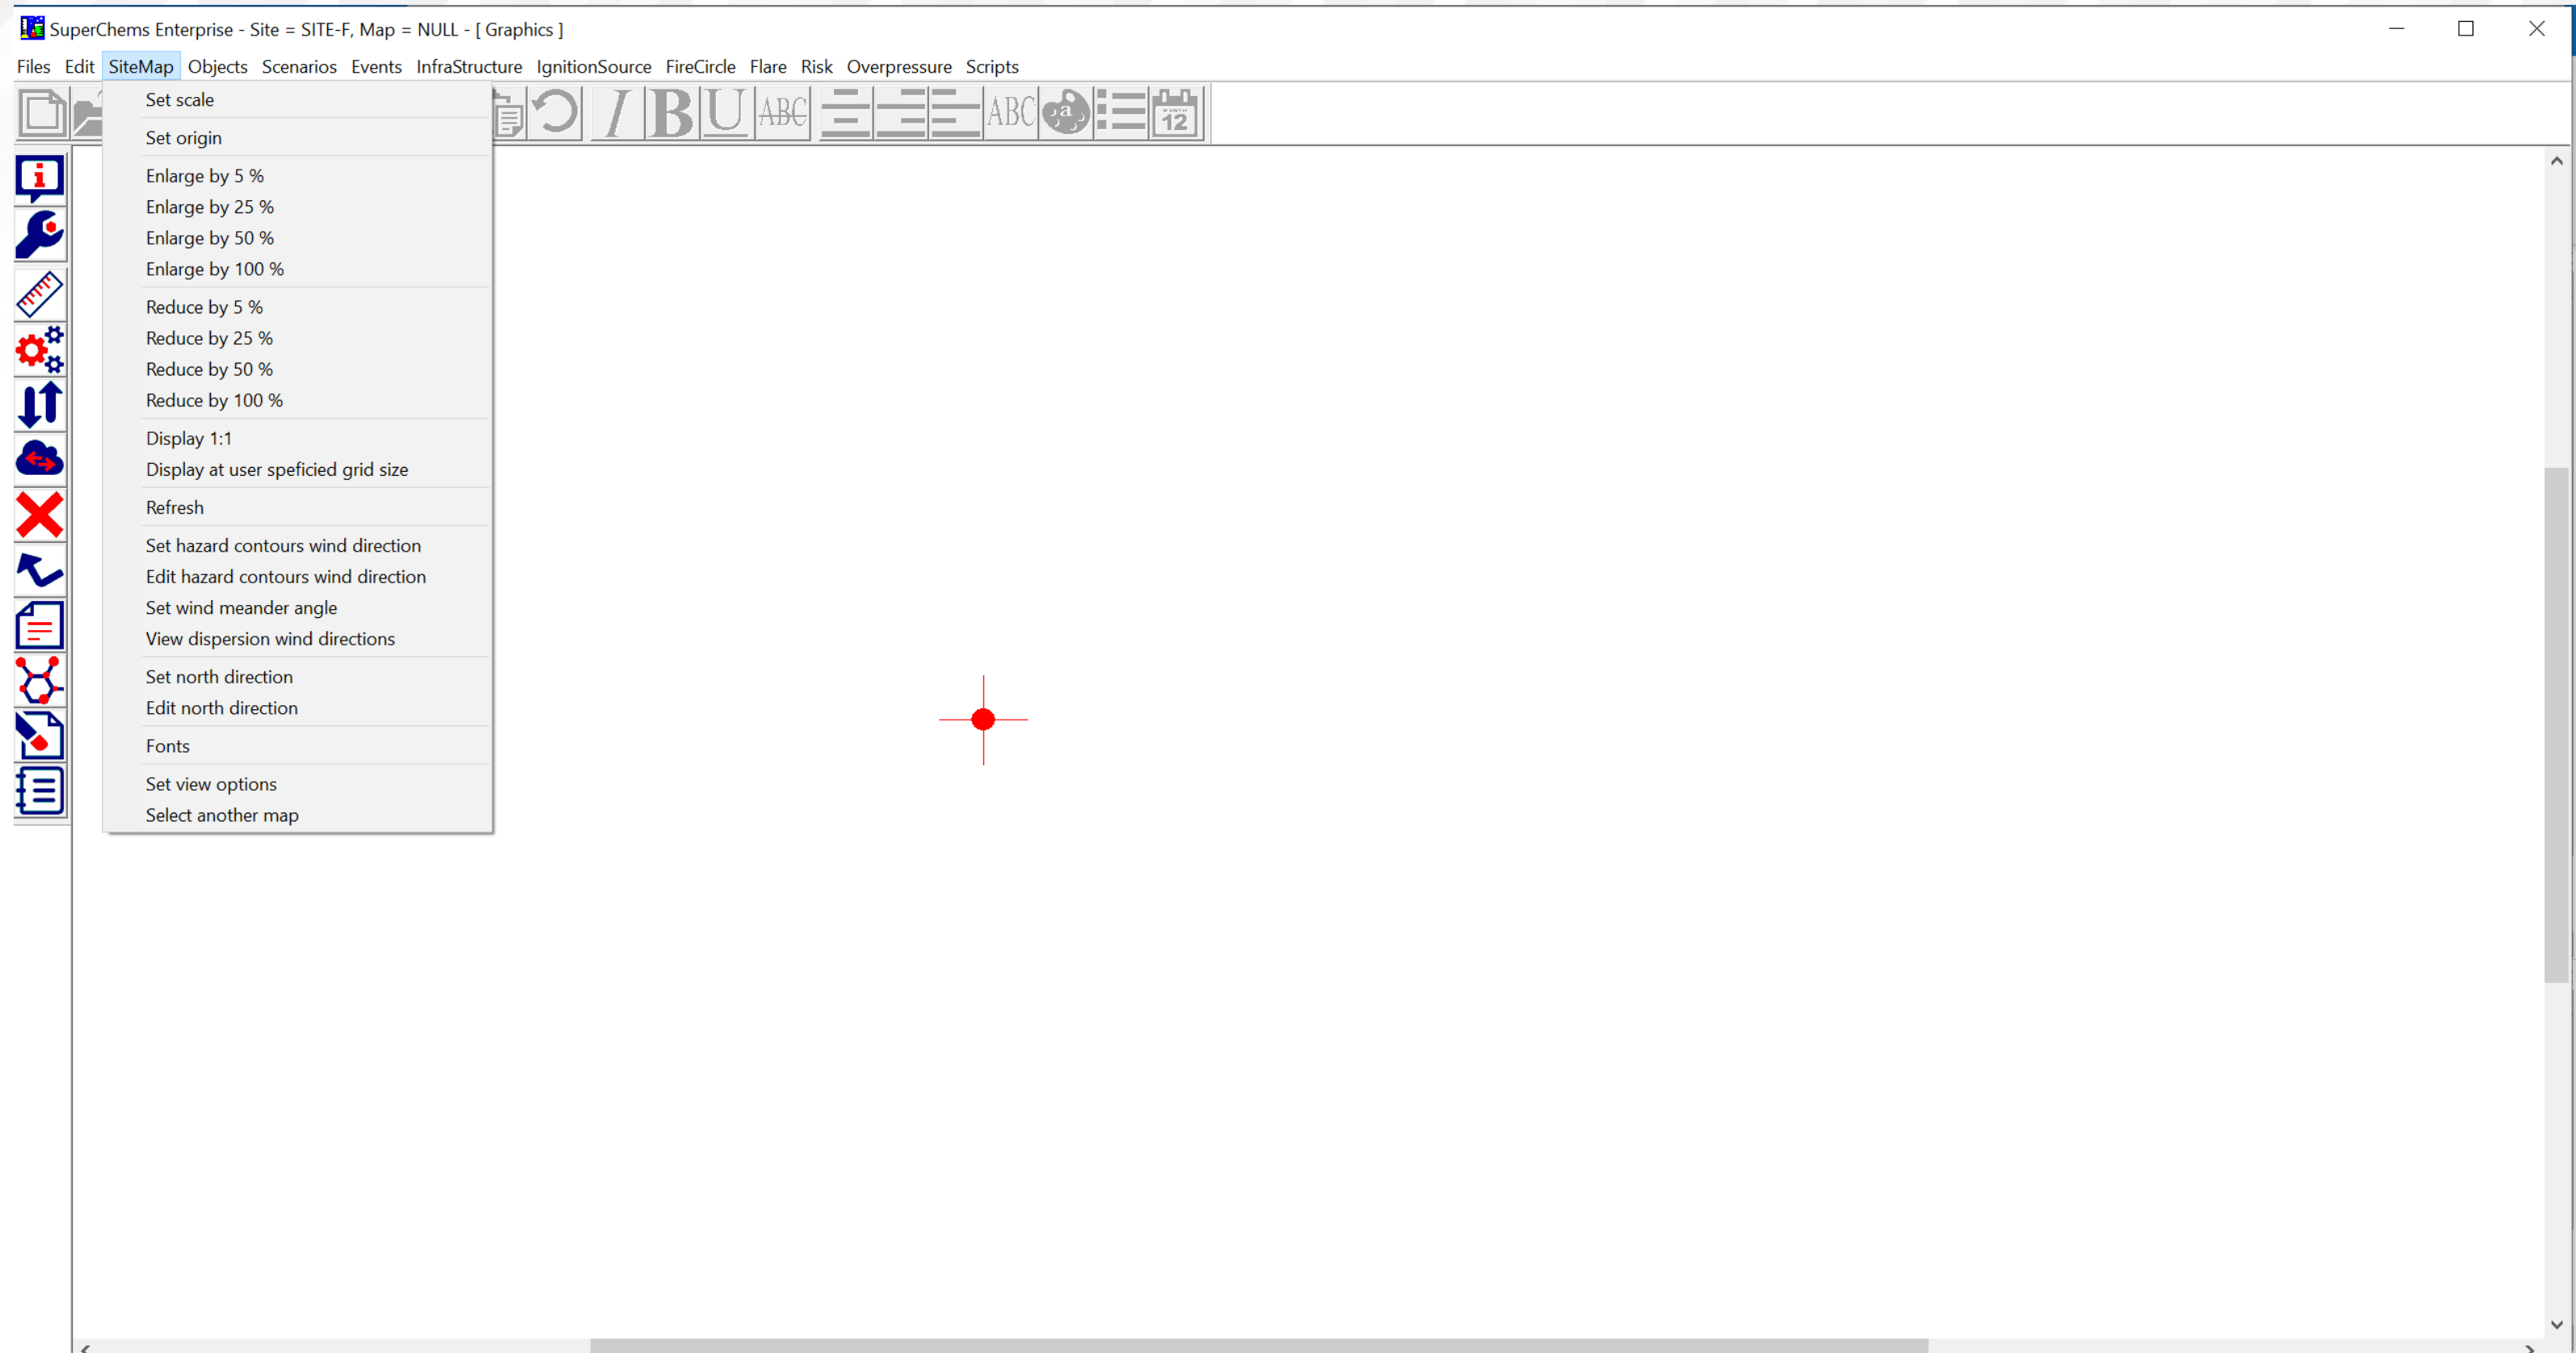 SuperChems Enterprise - Site = SITE-F, Map = NULL - [ Graphics ]
Files Edit SiteMap Objects Scenarios Events InfraStructure IgnitionSource FireCircle Flare Risk Overpressure Scripts
I B U ABC ABC a MONTH 12
Set scale
Set origin
i
Enlarge by 5 %
Enlarge by 25 %
Enlarge by 50 %
Enlarge by 100 %
Reduce by 5 %
Reduce by 25 %
Reduce by 50 %
Reduce by 100 %
Display 1:1
Display at user speficied grid size
Refresh
Set hazard contours wind direction
Edit hazard contours wind direction
Set wind meander angle
View dispersion wind directions
Set north direction
Edit north direction
Fonts
Set view options
Select another map